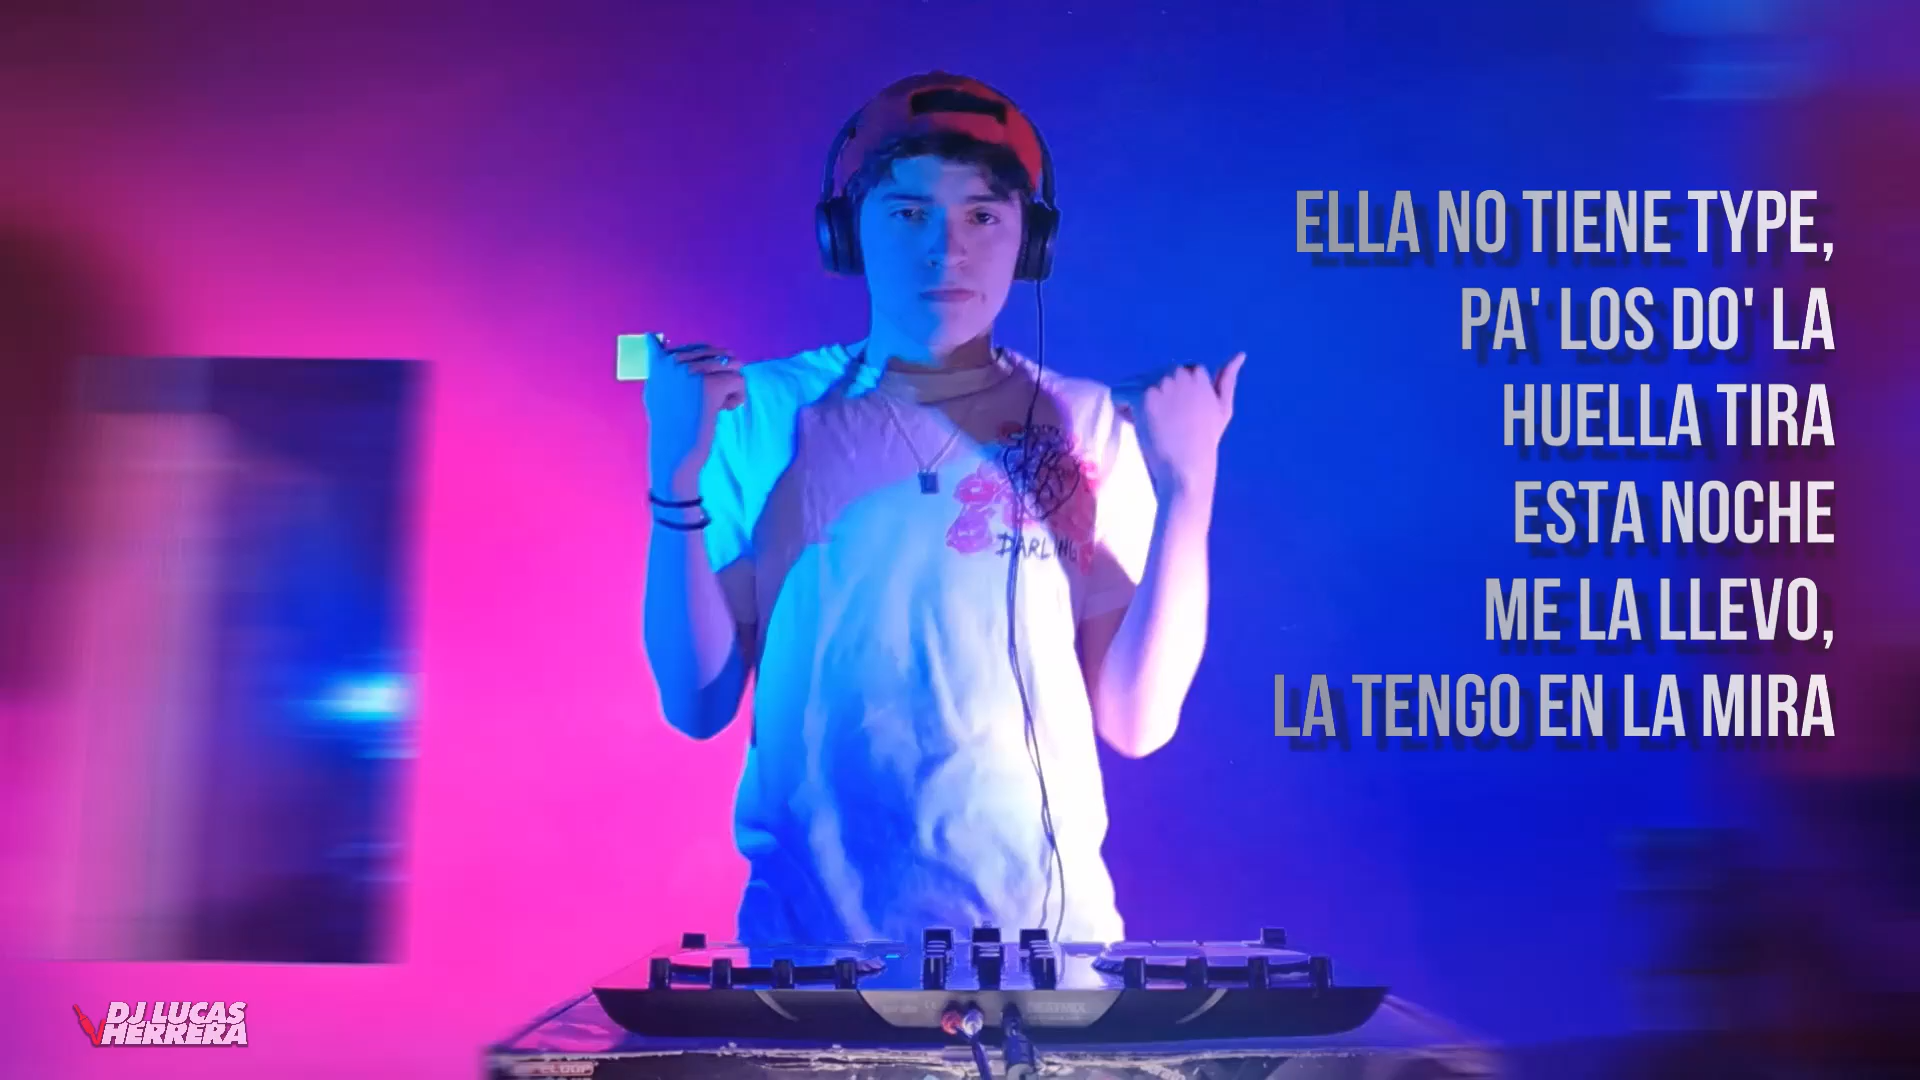 ELLA NO TIENE TYPE,
PA' LOS DO' LA
HUELLA TIRA
ESTA NOCHE
ME LA LLEVO,
LA TENGO EN LA MIRA
DARLING
DJ LUCAS
HERRERA